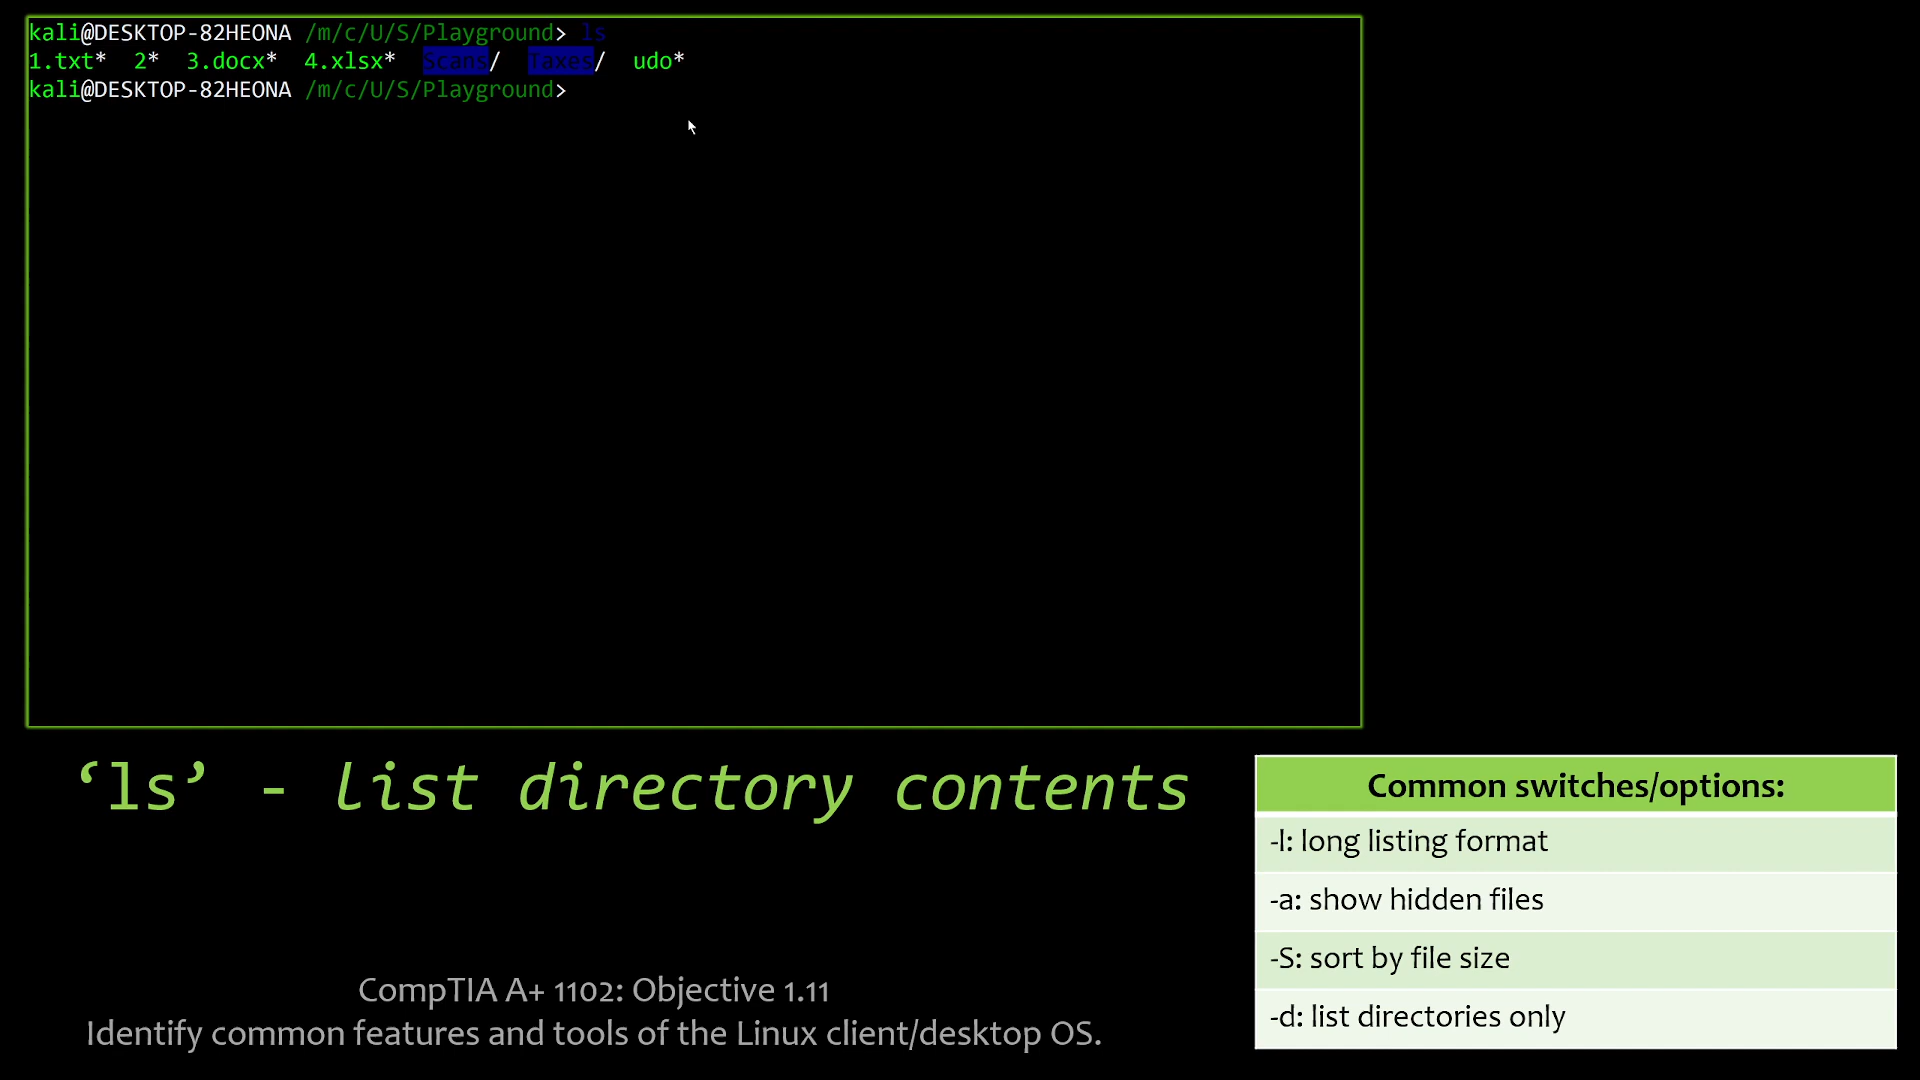 kali@DESKTOP-82HEONA /m/c/U/S/Playground> ls
1.txt* 2* 3.docx* 4.xlsx* Scans/ Taxes/ udo*
kali@DESKTOP-82HEONA /m/c/U/S/Playground>
‘ls’ - list directory contents
Common switches/options:
-l: long listing format
-a: show hidden files
-S: sort by file size
-d: list directories only
CompTIA A+ 1102: Objective 1.11
Identify common features and tools of the Linux client/desktop OS.